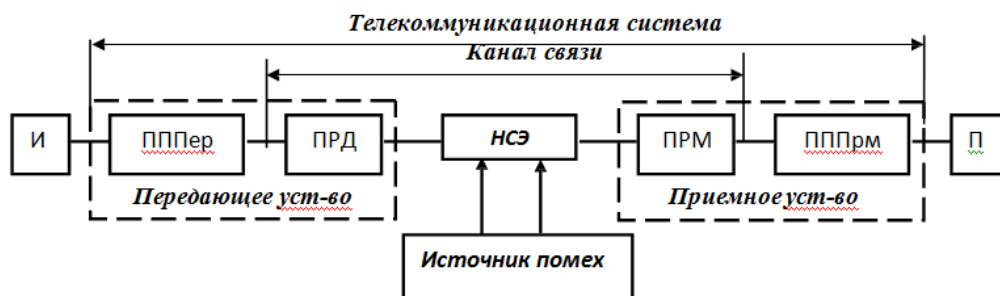 Телекоммуникационная система
Канал связи
И
ПППер
ПРД
НСЭ
ПРМ
ПППрм
П
Передающее уст-во
Приемное уст-во
Источник помех